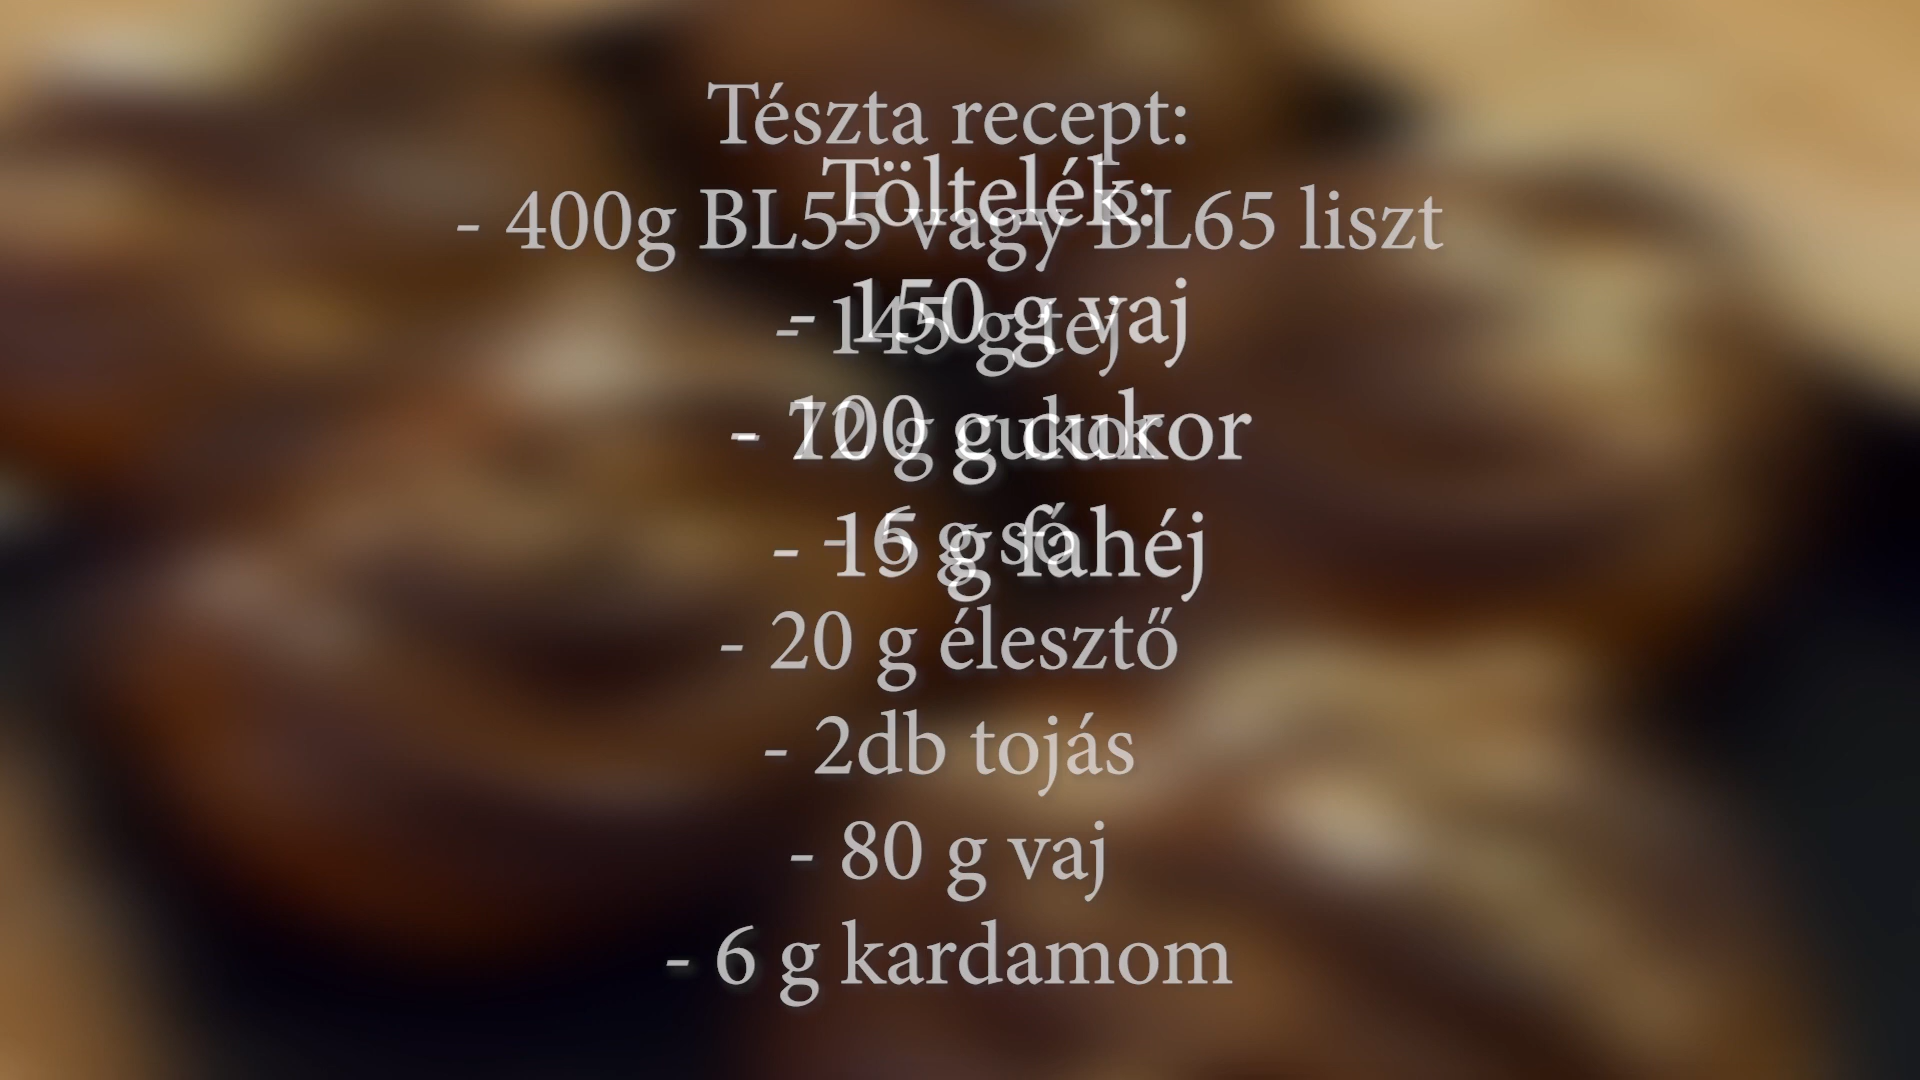 Tészta recept:
- 400g BL55 vagy BL65 liszt
- 145 g tej
- 72 g cukor
- 6 g só
- 20 g élesztő
- 2db tojás
- 80 g vaj
- 6 g kardamom
Töltelék:
- 150 g vaj
- 100 g cukor
- 15 g fahéj